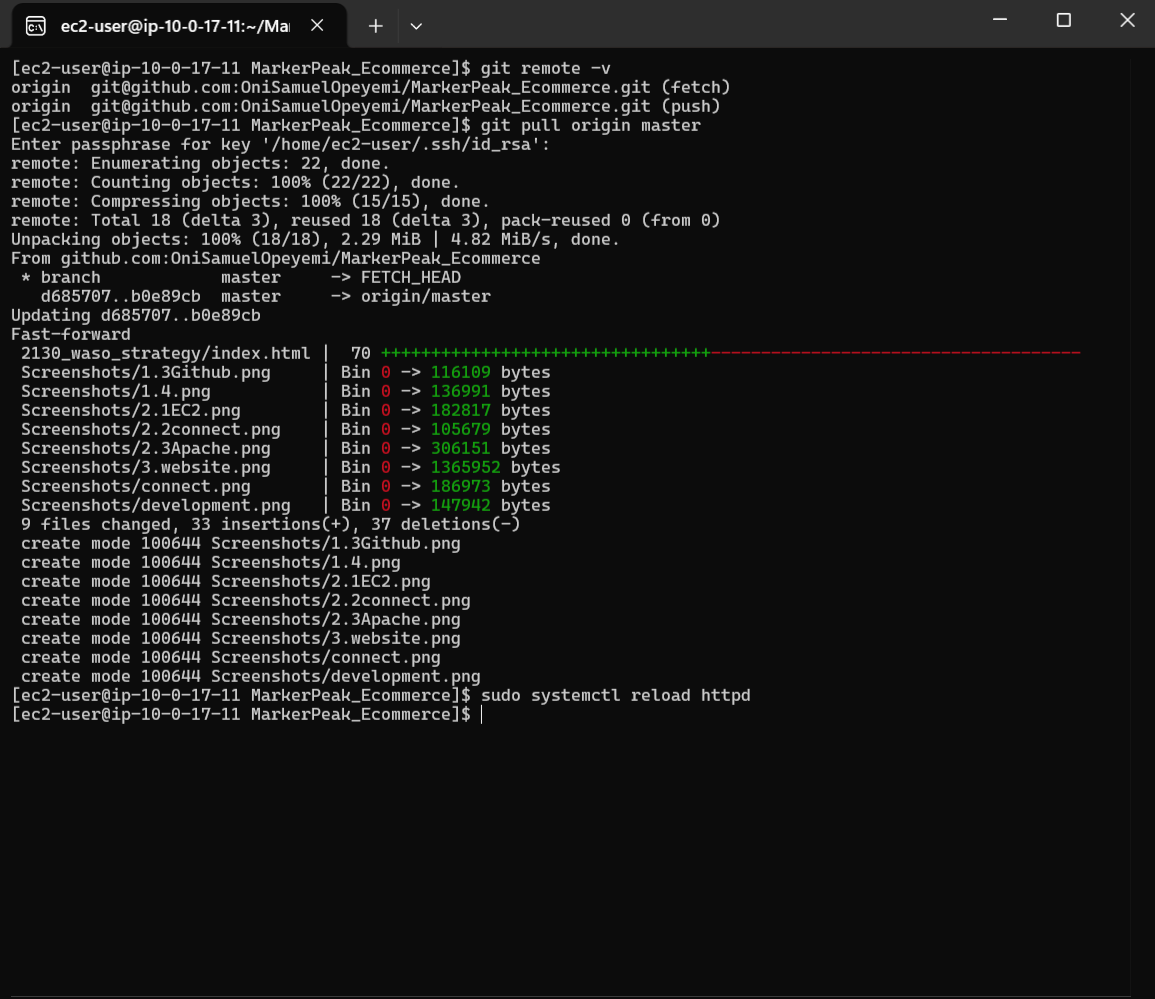 ec2-user@ip-10-0-17-11:~/Ma
[ec2-user@ip-10-0-17-11 MarkerPeak_Ecommerce]$ git remote -v
origin  git@github.com:OniSamuelOpeyemi/MarkerPeak_Ecommerce.git (fetch)
origin  git@github.com:OniSamuelOpeyemi/MarkerPeak_Ecommerce.git (push)
[ec2-user@ip-10-0-17-11 MarkerPeak_Ecommerce]$ git pull origin master
Enter passphrase for key '/home/ec2-user/.ssh/id_rsa':
remote: Enumerating objects: 22, done.
remote: Counting objects: 100% (22/22), done.
remote: Compressing objects: 100% (15/15), done.
remote: Total 18 (delta 3), reused 18 (delta 3), pack-reused 0 (from 0)
Unpacking objects: 100% (18/18), 2.29 MiB | 4.82 MiB/s, done.
From github.com:OniSamuelOpeyemi/MarkerPeak_Ecommerce
 * branch            master     -> FETCH_HEAD
   d685707..b0e89cb  master     -> origin/master
Updating d685707..b0e89cb
Fast-forward
 2130_waso_strategy/index.html |  70 +++++++++++++++++++++++++++++++++-------------------------------------
 Screenshots/1.3Github.png     | Bin 0 -> 116109 bytes
 Screenshots/1.4.png           | Bin 0 -> 136991 bytes
 Screenshots/2.1EC2.png        | Bin 0 -> 182817 bytes
 Screenshots/2.2connect.png    | Bin 0 -> 105679 bytes
 Screenshots/2.3Apache.png     | Bin 0 -> 306151 bytes
 Screenshots/3.website.png     | Bin 0 -> 1365952 bytes
 Screenshots/connect.png       | Bin 0 -> 186973 bytes
 Screenshots/development.png   | Bin 0 -> 147942 bytes
 9 files changed, 33 insertions(+), 37 deletions(-)
 create mode 100644 Screenshots/1.3Github.png
 create mode 100644 Screenshots/1.4.png
 create mode 100644 Screenshots/2.1EC2.png
 create mode 100644 Screenshots/2.2connect.png
 create mode 100644 Screenshots/2.3Apache.png
 create mode 100644 Screenshots/3.website.png
 create mode 100644 Screenshots/connect.png
 create mode 100644 Screenshots/development.png
[ec2-user@ip-10-0-17-11 MarkerPeak_Ecommerce]$ sudo systemctl reload httpd
[ec2-user@ip-10-0-17-11 MarkerPeak_Ecommerce]$